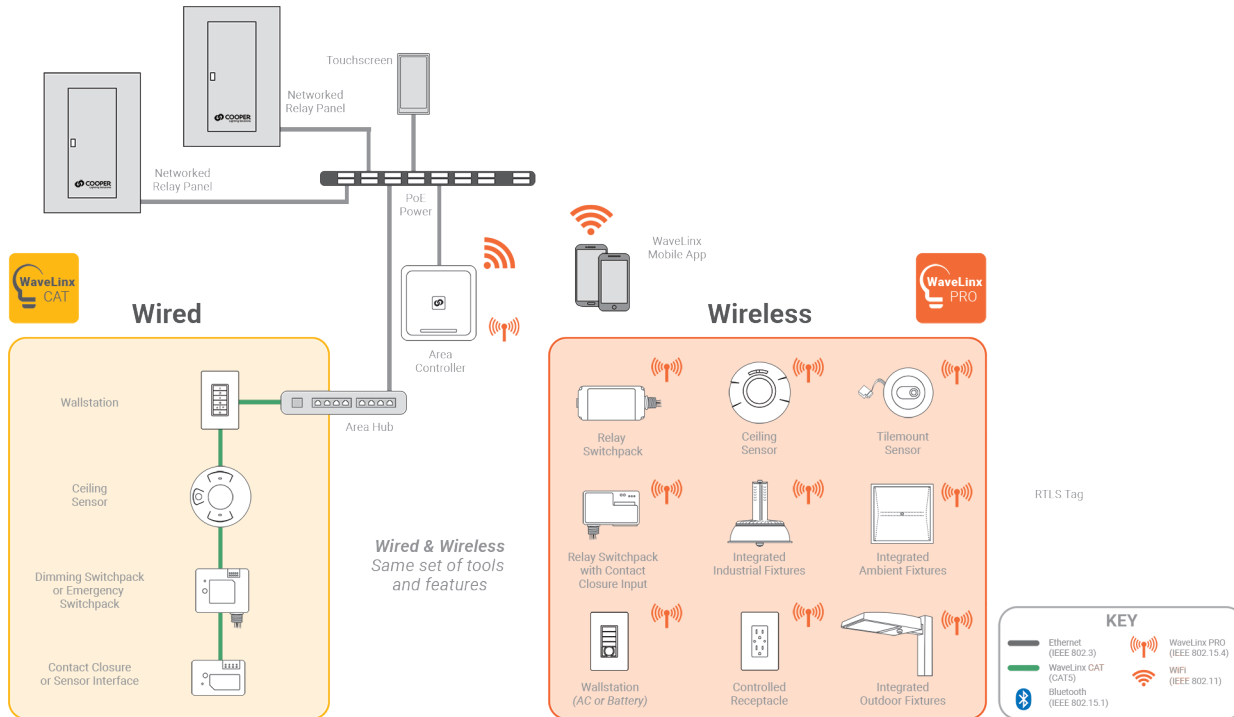 Touchscreen
Networked
Relay Panel
COOPER
Lighting Solutions
Networked
Relay Panel
COOPER
Lighting Solutions
PoE
Power
WaveLinx
Mobile App
WaveLinx
CAT
Wired
Area
Controller
Wireless
WaveLinx
PRO
Wallstation
Area Hub
Ceiling
Sensor
Dimming Switchpack
or Emergency
Switchpack
Contact Closure
or Sensor Interface
Wired & Wireless
Same set of tools
and features
Relay
Switchpack
Ceiling
Sensor
Tilemount
Sensor
Relay Switchpack
with Contact
Closure Input
Integrated
Industrial Fixtures
Integrated
Ambient Fixtures
Wallstation
(AC or Battery)
Controlled
Receptacle
Integrated
Outdoor Fixtures
RTLS Tag
KEY
Ethernet
(IEEE 802.3)
WaveLinx CAT
(CAT5)
Bluetooth
(IEEE 802.15.1)
WaveLinx PRO
(IEEE 802.15.4)
WiFi
(IEEE 802.11)